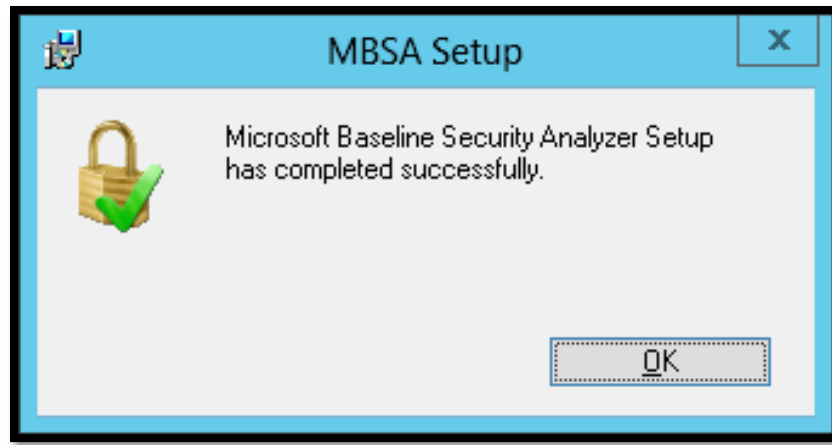 MBSA Setup
x
Microsoft Baseline Security Analyzer Setup
has completed successfully.
OK